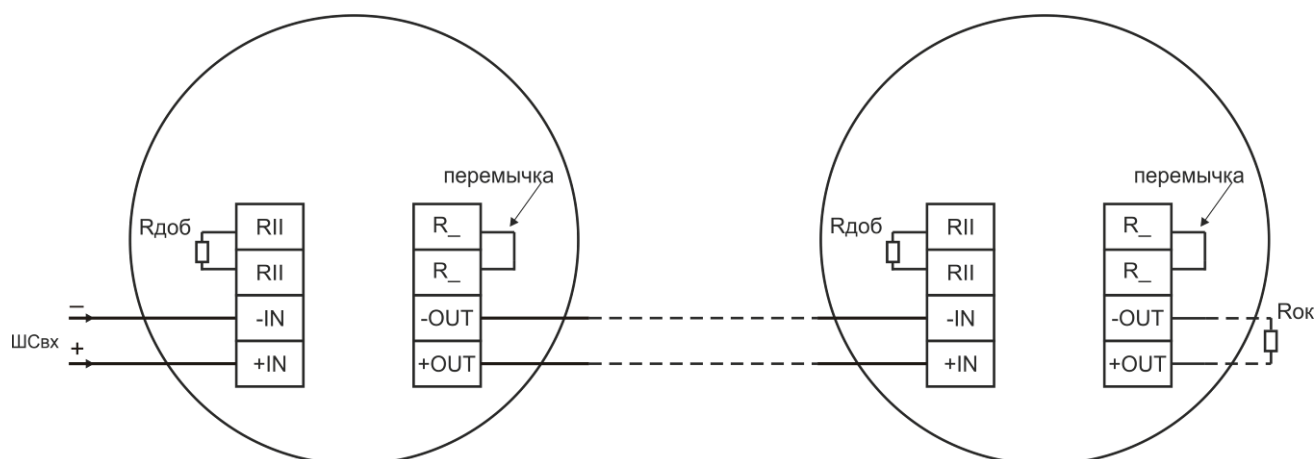 перемычка
перемычка
Rдоб
RII
R_
Rдоб
RII
R_
RII
R_
RII
R_
–
-IN
-OUT
-IN
-OUT
Rок
ШСвх
+
+IN
+OUT
+IN
+OUT